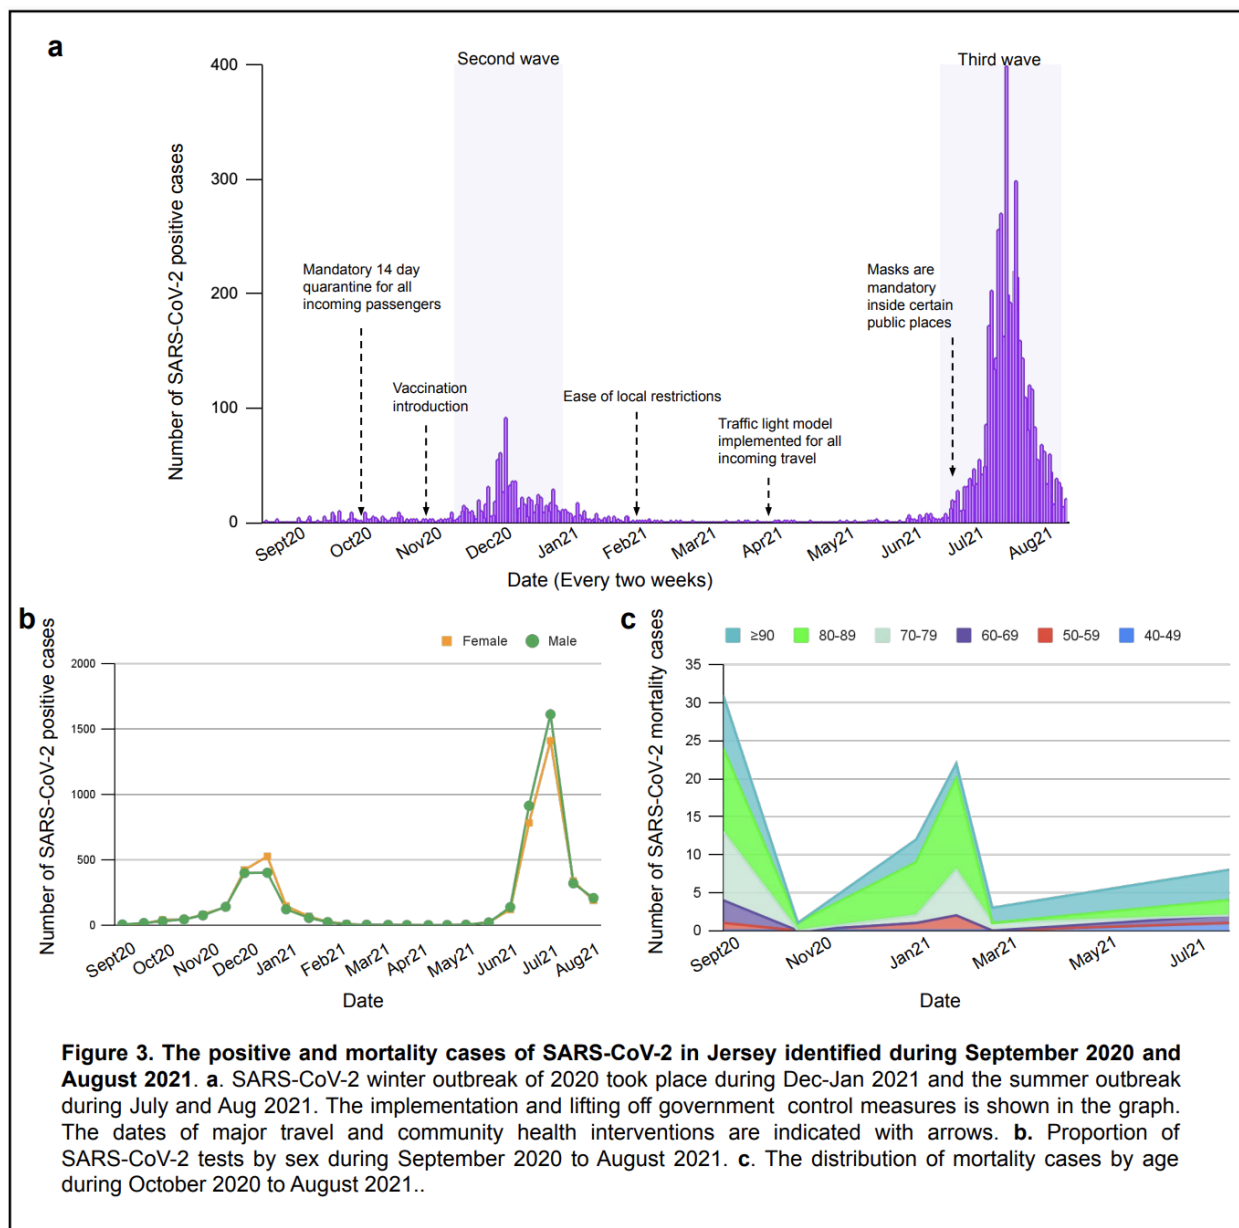 a
Second wave
Third wave
Number of SARS-CoV-2 positive cases
400
300
200
100
0
Mandatory 14 day
quarantine for all
incoming passengers
Vaccination
introduction
Ease of local restrictions
Traffic light model
implemented for all
incoming travel
Masks are
mandatory
inside certain
public places
Sept20 Oct20 Nov20 Dec20 Jan21 Feb21 Mar21 Apr21 May21 Jun21 Jul21 Aug21
Date (Every two weeks)
b
Number of SARS-CoV-2 positive cases
Female Male
2000
1500
1000
500
0
Sept20 Oct20 Nov20 Dec20 Jan21 Feb21 Mar21 Apr21 May21 Jun21 Jul21 Aug21
Date
c
Number of SARS-CoV-2 mortality cases
≥90 80-89 70-79 60-69 50-59 40-49
35
30
25
20
15
10
5
0
Sept20 Nov20 Jan21 Mar21 May21 Jul21
Date
Figure 3. The positive and mortality cases of SARS-CoV-2 in Jersey identified during September 2020 and
August 2021. a. SARS-CoV-2 winter outbreak of 2020 took place during Dec-Jan 2021 and the summer outbreak
during July and Aug 2021. The implementation and lifting off government control measures is shown in the graph.
The dates of major travel and community health interventions are indicated with arrows. b. Proportion of
SARS-CoV-2 tests by sex during September 2020 to August 2021. c. The distribution of mortality cases by age
during October 2020 to August 2021..